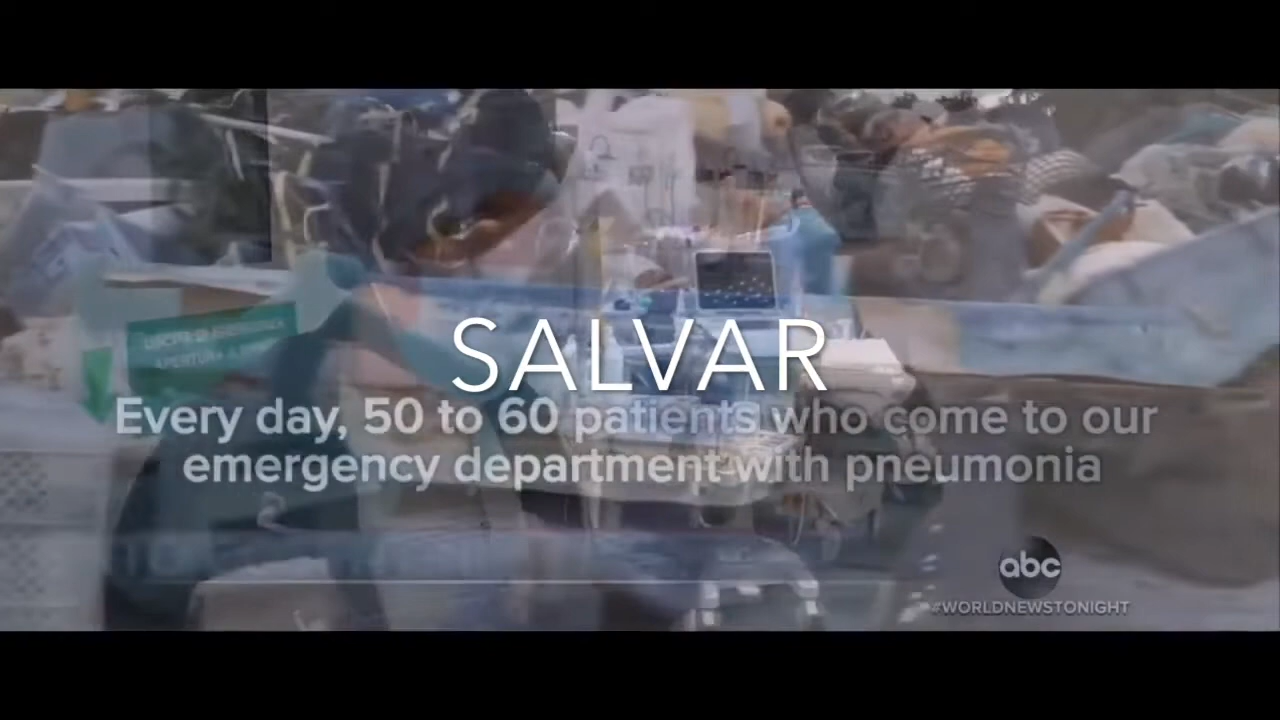 SALVAR
Every day, 50 to 60 patients who come to our
emergency department with pneumonia
abc
#WORLDNEWSTONIGHT